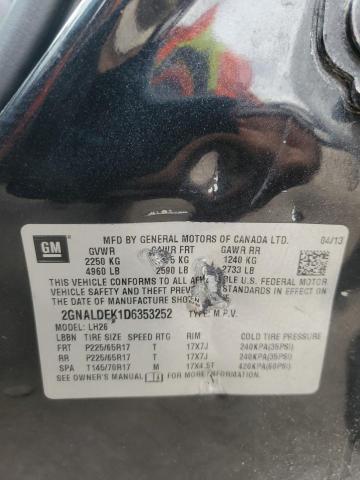 GM
MFD BY GENERAL MOTORS OF CANADA LTD. 04/13
GVWR GAWR FRT GAWR RR
2250 KG 5 KG 1240 KG
4960 LB 2590 LB 2733 LB
THIS VEHICLE CONFORMS TO ALL APPLICABLE U.S. FEDERAL MOTOR
VEHICLE SAFETY AND THEFT PREVENTION STANDARDS IN EFFECT ON
THE DATE OF MANUFACTURE SHOWN
2GNALDEK1D6353252 TYPE: M.P.V.
MODEL: LH26
LBBN TIRE SIZE SPEED RTG RIM COLD TIRE PRESSURE
FRT P225/65R17 T 17X7J 240KPA(35PSI)
RR P225/65R17 T 17X7J 240KPA(35PSI)
SPA T145/70R17 M 17X4.5T 420KPA(60PSI)
SEE OWNER'S MANUAL FOR